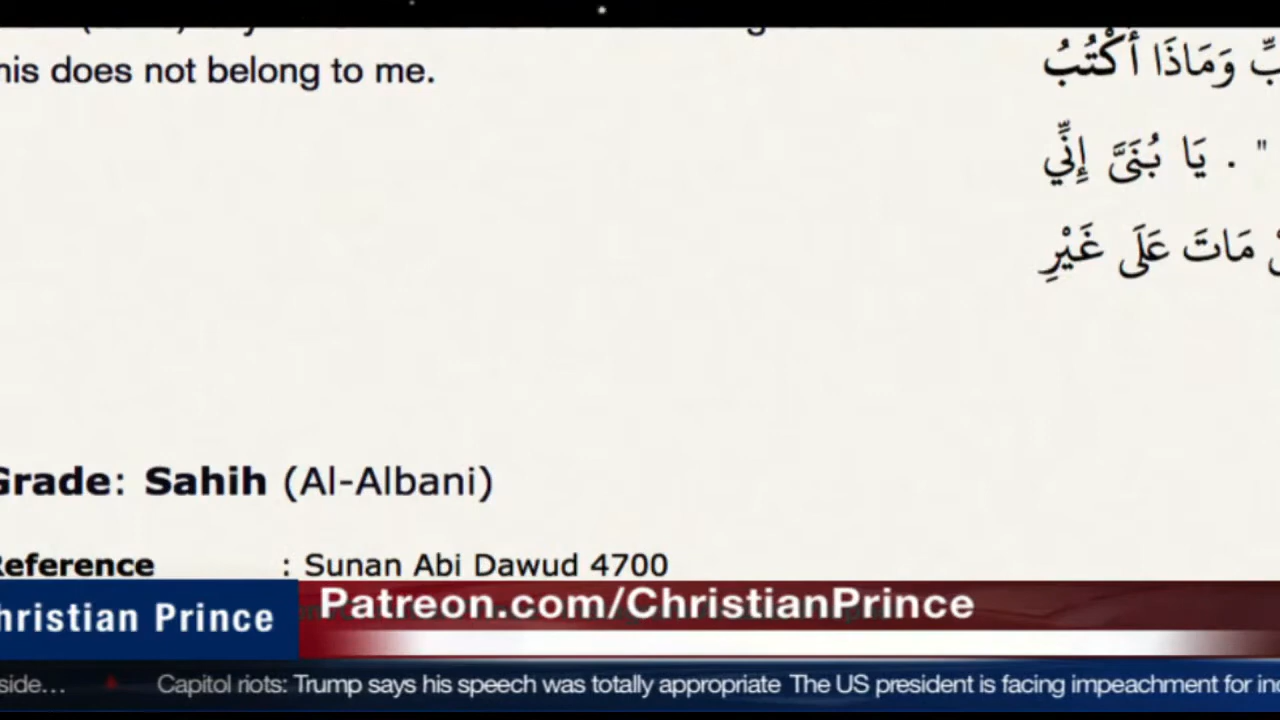 his does not belong to me.
بِّ وَمَاذَا أَكْتُبُ
" . يَا بُنَىَّ إِنِّي
مَاتَ عَلَى غَيْرِ
Grade: Sahih (Al-Albani)
Reference : Sunan Abi Dawud 4700
hristian Prince
Patreon.com/ChristianPrince
side... Capitol riots: Trump says his speech was totally appropriate The US president is facing impeachment for inc